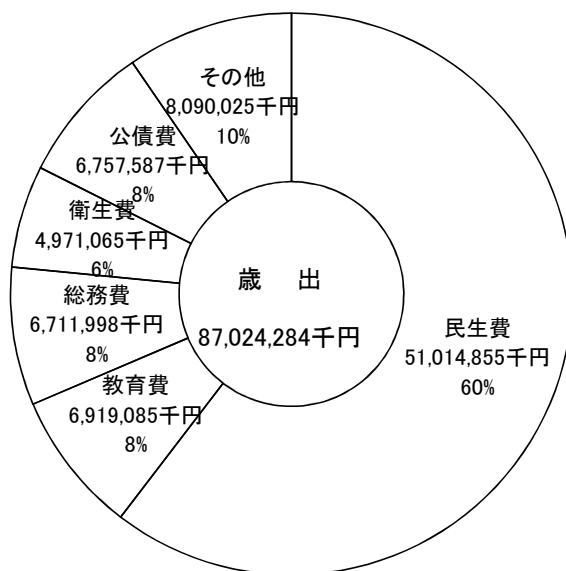 その他
8,090,025千円
10%
公債費
6,757,587千円
8%
衛生費
4,971,065千円
6%
総務費
6,711,998千円
8%
教育費
6,919,085千円
8%
歳 出
87,024,284千円
民生費
51,014,855千円
60%